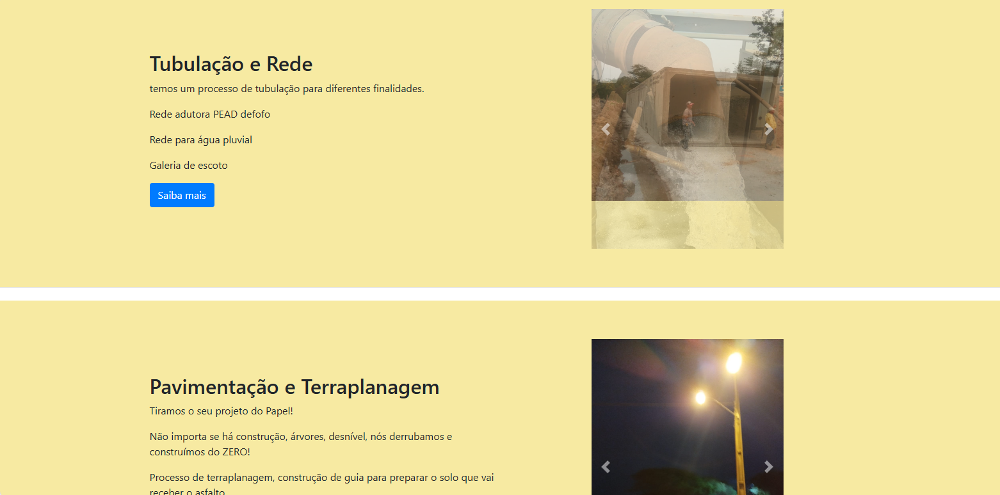 Tubulação e Rede
temos um processo de tubulação para diferentes finalidades.
Rede adutora PEAD defofo
Rede para água pluvial
Galeria de escoto
Saiba mais
Pavimentação e Terraplanagem
Tiramos o seu projeto do Papel!
Não importa se há construção, árvores, desnível, nós derrubamos e
construímos do ZERO!
Processo de terraplanagem, construção de guia para preparar o solo que vai
receber o asfalto